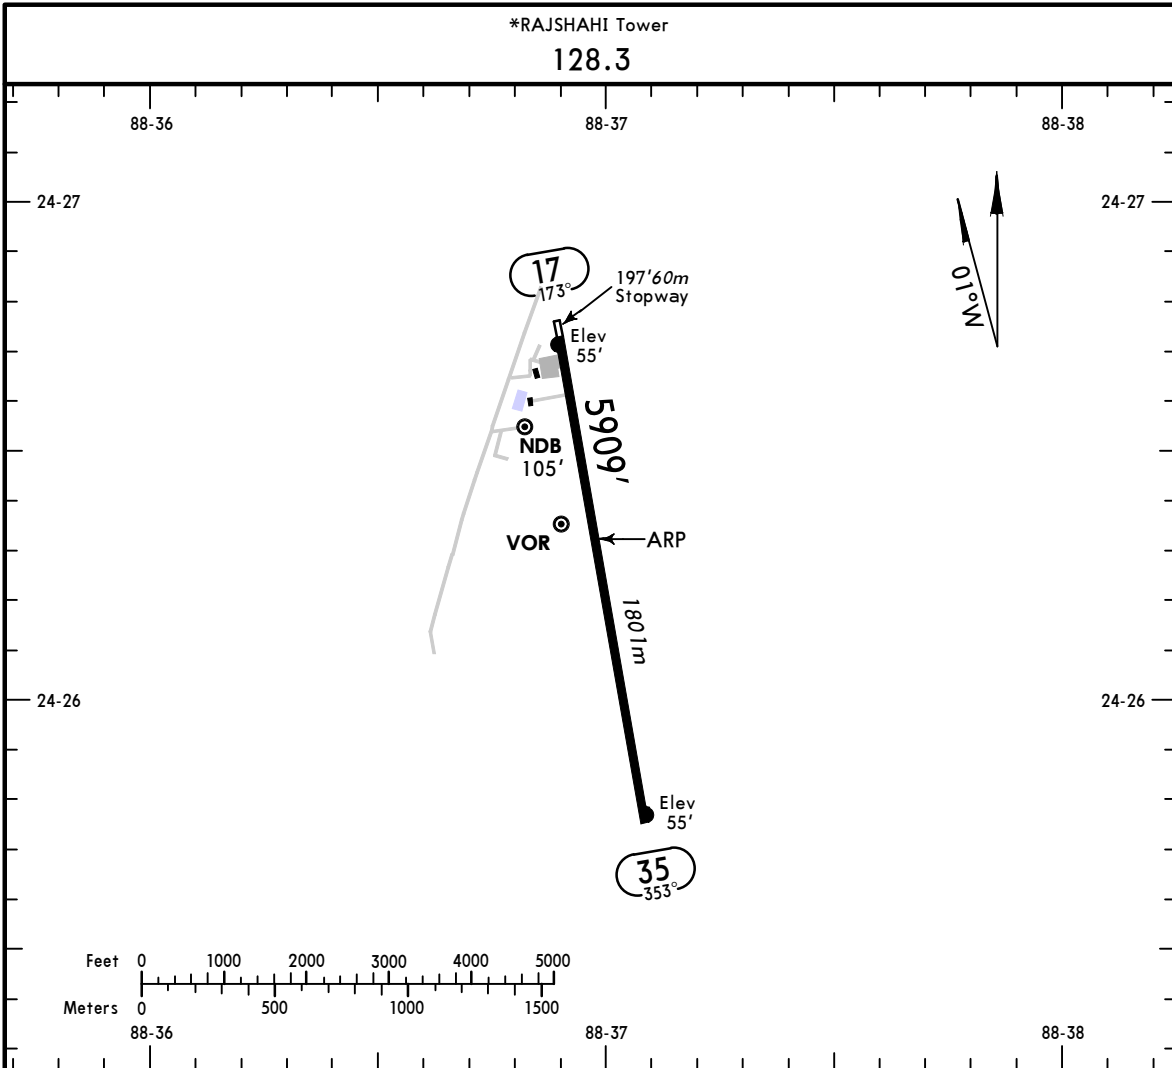 *RAJSHAHI Tower
128.3
88-36
88-37
88-38
24-27
24-27
17
173°
197'60m
Stopway
01°W
Elev
55'
5909'
NDB
105'
VOR
ARP
1801m
24-26
24-26
Elev
55'
35
353°
Feet 0 1000 2000 3000 4000 5000
Meters 0 500 1000 1500
88-36
88-37
88-38